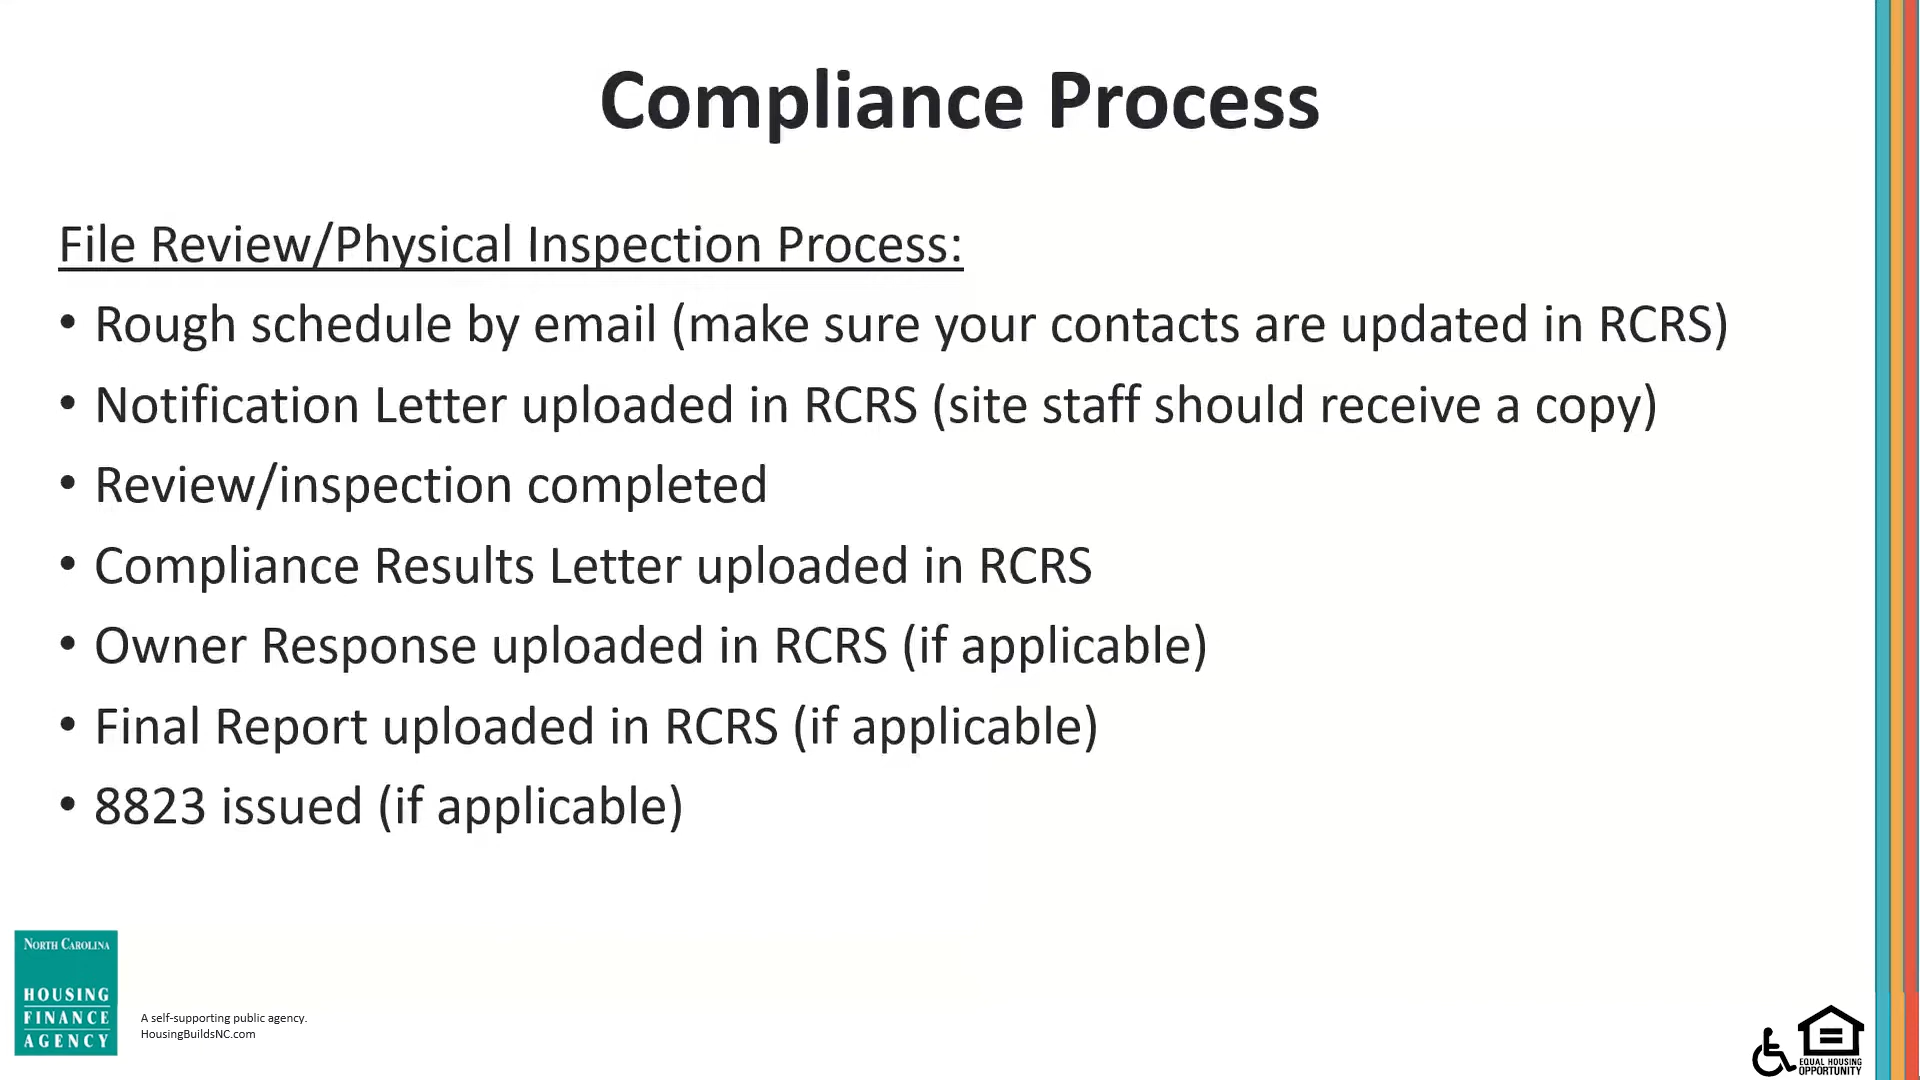 Compliance Process
File Review/Physical Inspection Process:
• Rough schedule by email (make sure your contacts are updated in RCRS)
• Notification Letter uploaded in RCRS (site staff should receive a copy)
• Review/inspection completed
• Compliance Results Letter uploaded in RCRS
• Owner Response uploaded in RCRS (if applicable)
• Final Report uploaded in RCRS (if applicable)
• 8823 issued (if applicable)
NORTH CAROLINA
HOUSING
FINANCE
AGENCY
A self-supporting public agency.
HousingBuildsNC.com
EQUAL HOUSING
OPPORTUNITY